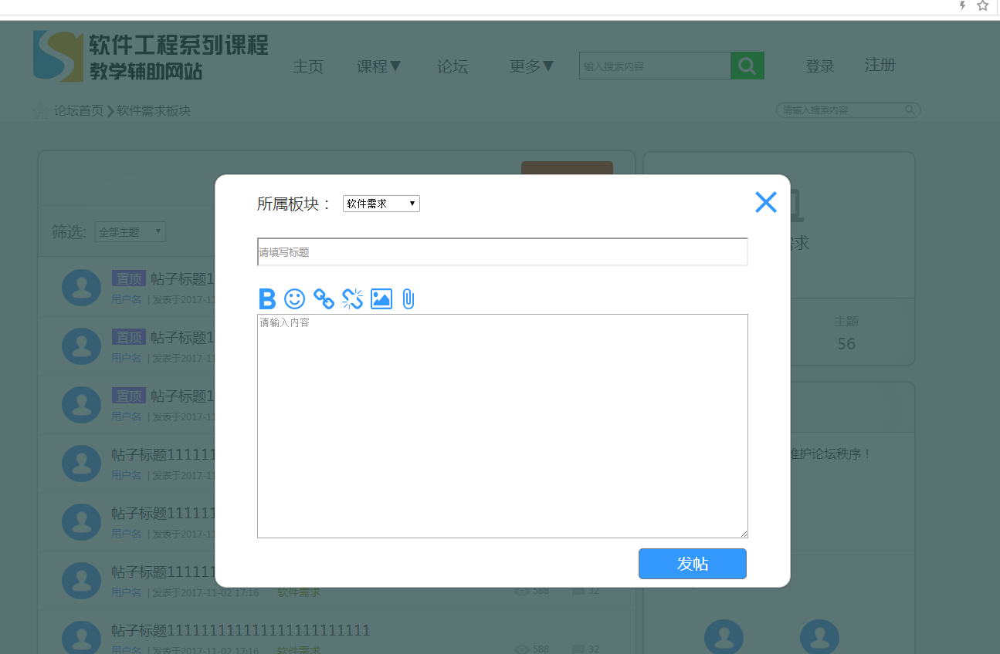 软件工程系列课程
教学辅助网站
主页 课程▼ 论坛 更多▼ 输入搜索内容 登录 注册
论坛首页 ❯ 软件需求板块 请输入搜索内容
所属板块： 软件需求
筛选: 全部主题
需求
请填写标题
置顶 帖子标题1
用户名 | 发表于2017-11
B
请输入内容
主题
56
置顶 帖子标题1
用户名 | 发表于2017-11
置顶 帖子标题1
用户名 | 发表于2017-11
帖子标题111111
维护论坛秩序！
用户名 | 发表于2017-11
帖子标题111111
用户名 | 发表于2017-11
发帖
帖子标题111111
用户名 | 发表于2017-11-02 17:16 软件需求 588 32
帖子标题1111111111111111111111111
用户名 | 发表于2017-11-02 17:16 软件需求 588 32